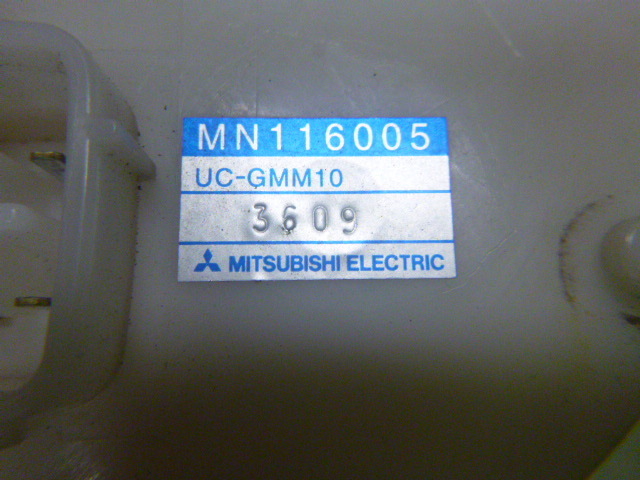 MN116005
UC-GMM10
3609
MITSUBISHI ELECTRIC